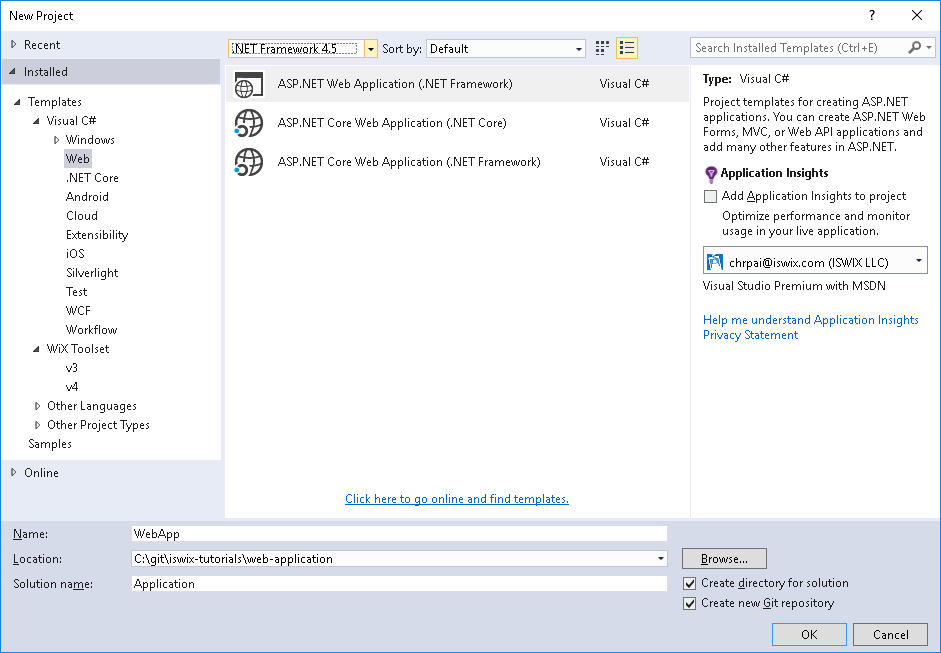 New Project
?
Recent
Installed
Templates
Visual C#
Windows
Web
.NET Core
Android
Cloud
Extensibility
iOS
Silverlight
Test
WCF
Workflow
WiX Toolset
v3
v4
Other Languages
Other Project Types
Samples
Online
.NET Framework 4.5
Sort by: Default
ASP.NET Web Application (.NET Framework) Visual C#
ASP.NET Core Web Application (.NET Core) Visual C#
ASP.NET Core Web Application (.NET Framework) Visual C#
Click here to go online and find templates.
Search Installed Templates (Ctrl+E)
Type: Visual C#
Project templates for creating ASP.NET
applications. You can create ASP.NET Web
Forms, MVC, or Web API applications and
add many other features in ASP.NET.
Application Insights
Add Application Insights to project
Optimize performance and monitor
usage in your live application.
chrpai@iswix.com (ISWIX LLC)
Visual Studio Premium with MSDN
Help me understand Application Insights
Privacy Statement
Name: WebApp
Location: C:\git\iswix-tutorials\web-application
Browse...
Solution name: Application
Create directory for solution
Create new Git repository
OK
Cancel